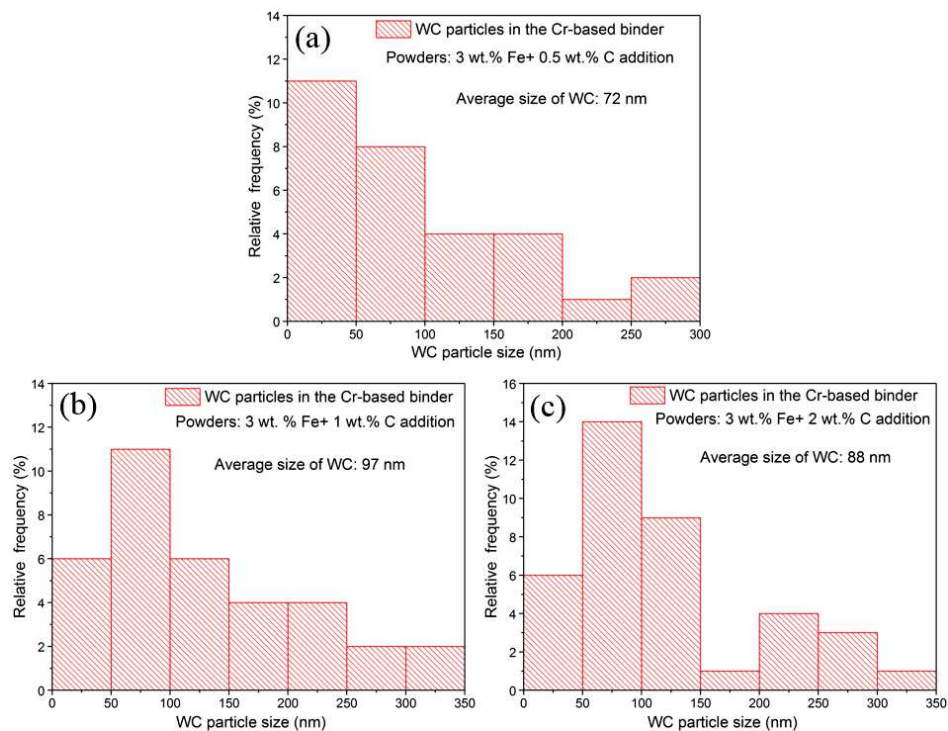 (a)
WC particles in the Cr-based binder
Powders: 3 wt.% Fe+ 0.5 wt.% C addition
Average size of WC: 72 nm
Relative frequency (%)
14
12
10
8
6
4
2
0
0 50 100 150 200 250 300
WC particle size (nm)
(b)
WC particles in the Cr-based binder
Powders: 3 wt. % Fe+ 1 wt.% C addition
Average size of WC: 97 nm
Relative frequency (%)
14
12
10
8
6
4
2
0
0 50 100 150 200 250 300 350
WC particle size (nm)
(c)
WC particles in the Cr-based binder
Powders: 3 wt.% Fe+ 2 wt.% C addition
Average size of WC: 88 nm
Relative frequency (%)
16
14
12
10
8
6
4
2
0
0 50 100 150 200 250 300 350
WC particle size (nm)